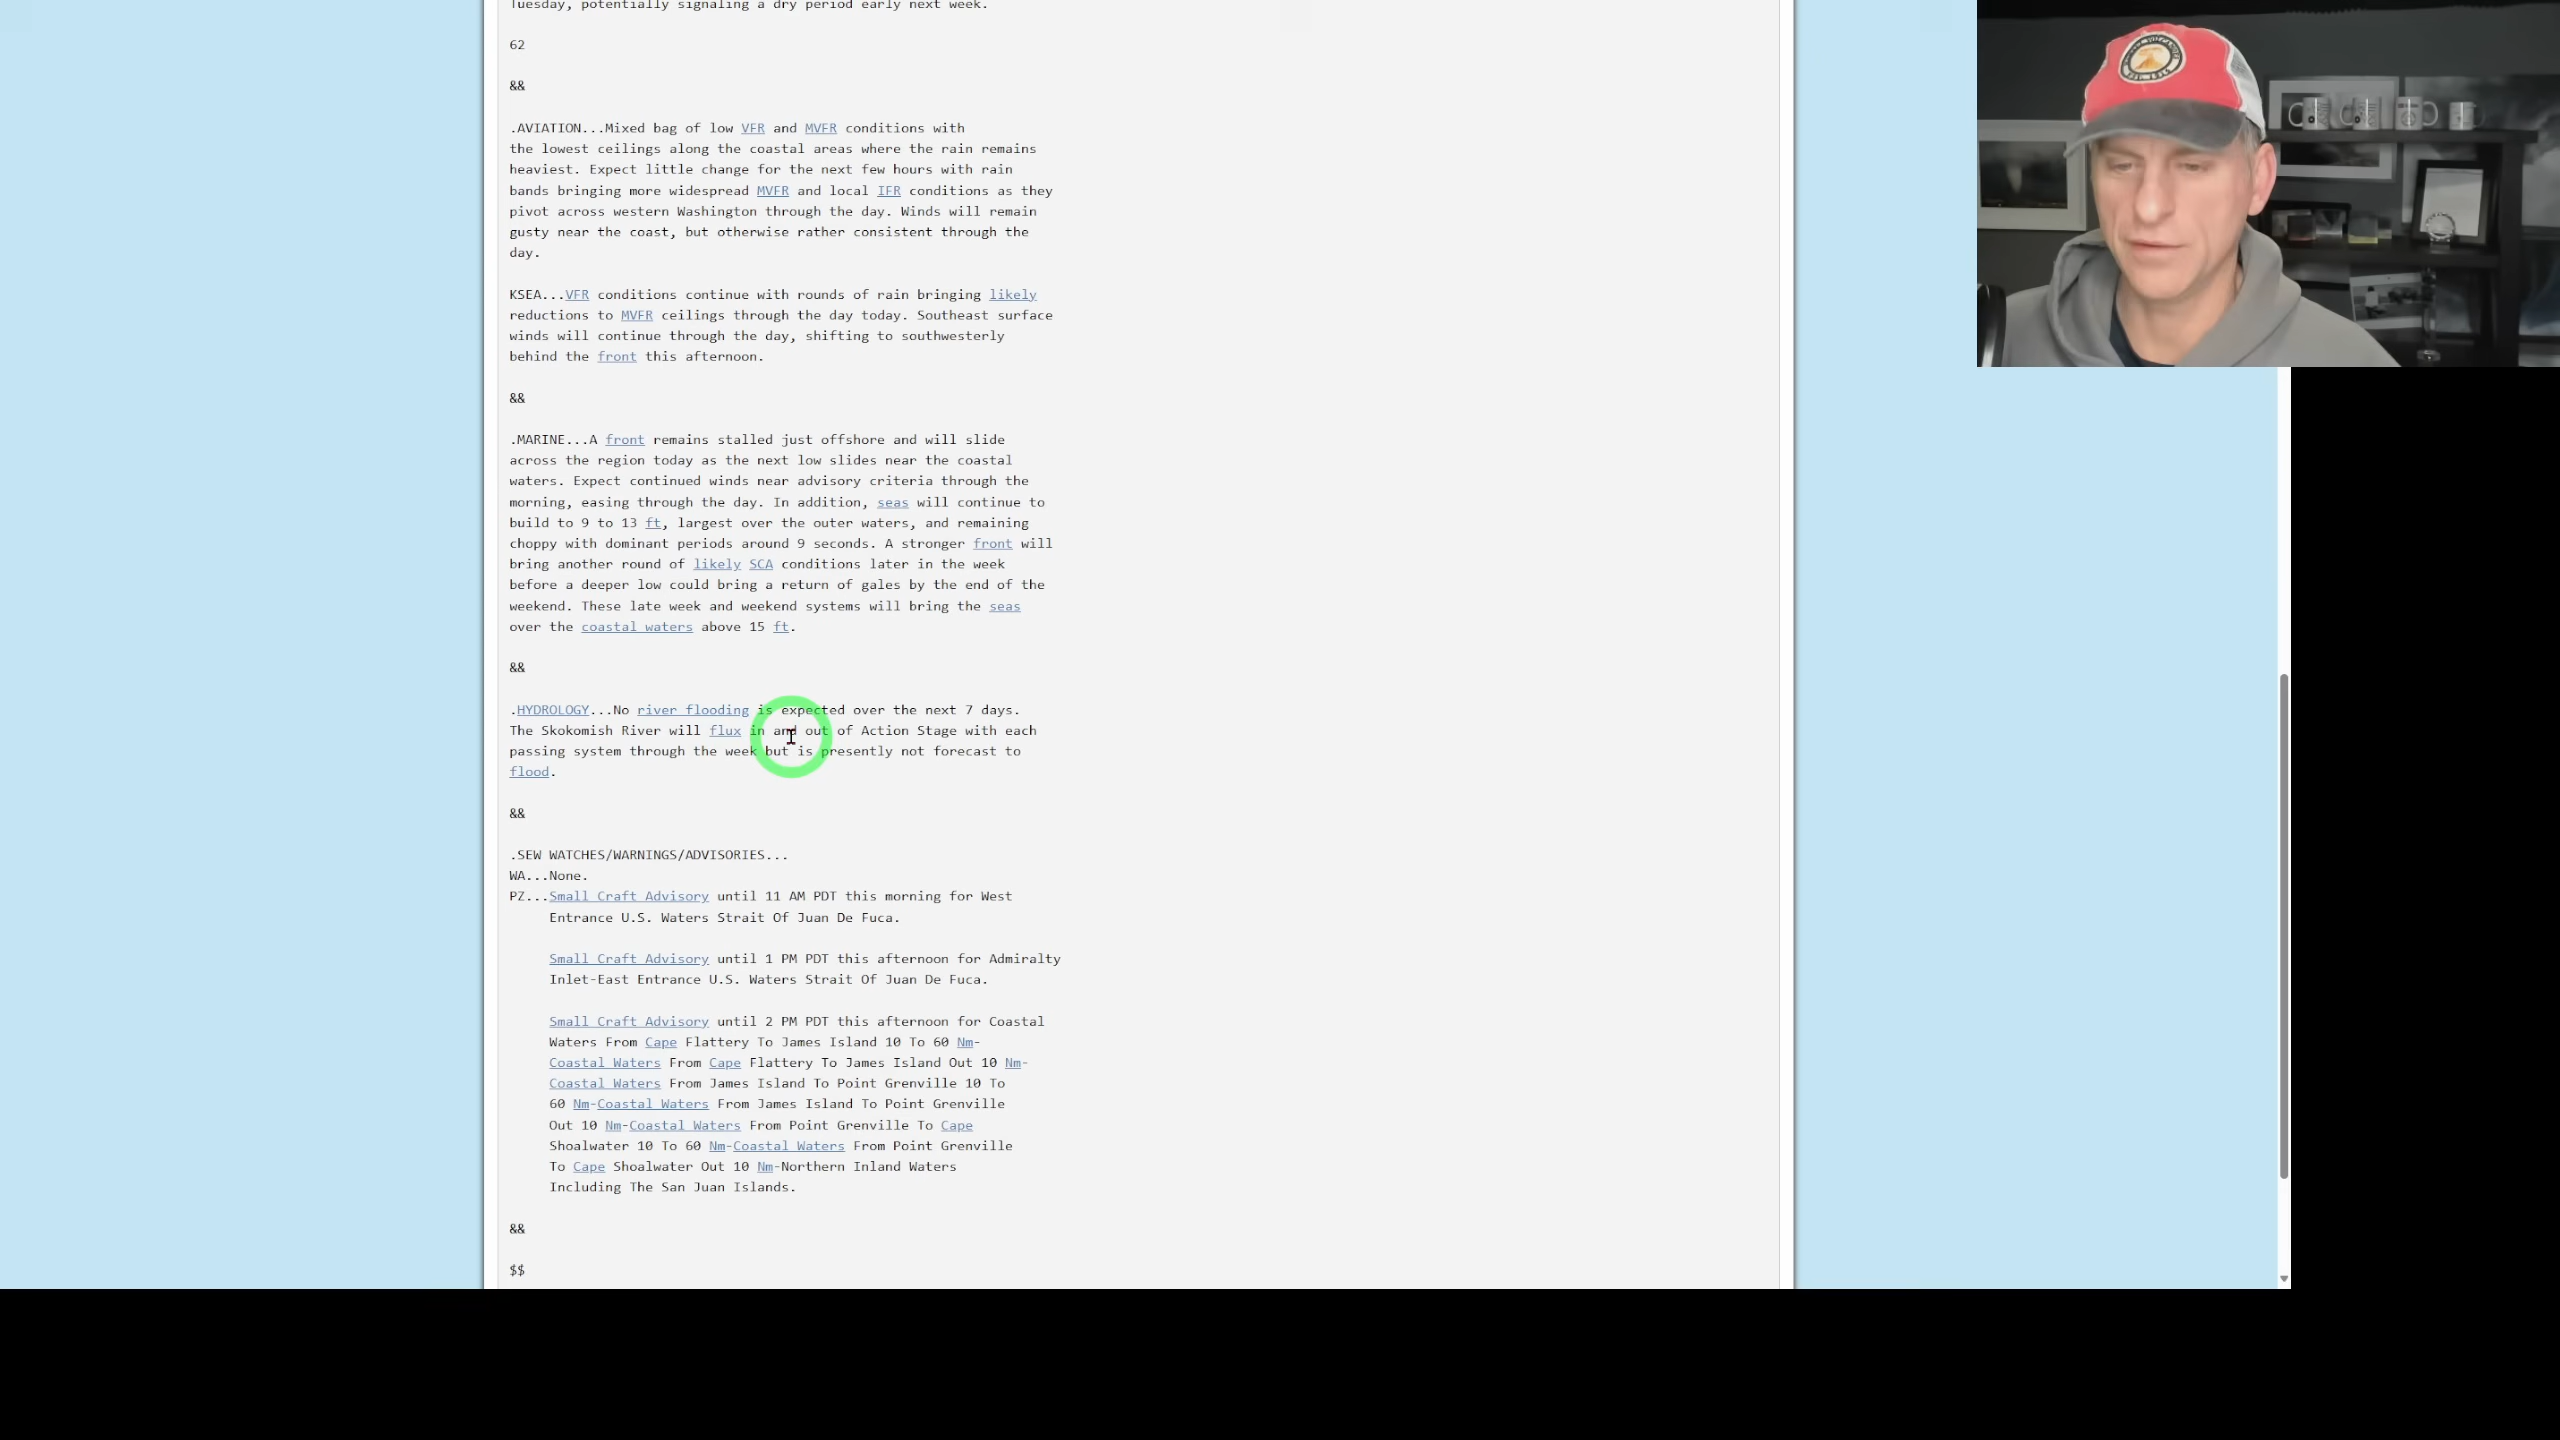 Tuesday, potentially signaling a dry period early next week.
62
&&
.AVIATION...Mixed bag of low VFR and MVFR conditions with
the lowest ceilings along the coastal areas where the rain remains
heaviest. Expect little change for the next few hours with rain
bands bringing more widespread MVFR and local IFR conditions as they
pivot across western Washington through the day. Winds will remain
gusty near the coast, but otherwise rather consistent through the
day.
KSEA...VFR conditions continue with rounds of rain bringing likely
reductions to MVFR ceilings through the day today. Southeast surface
winds will continue through the day, shifting to southwesterly
behind the front this afternoon.
&&
.MARINE...A front remains stalled just offshore and will slide
across the region today as the next low slides near the coastal
waters. Expect continued winds near advisory criteria through the
morning, easing through the day. In addition, seas will continue to
build to 9 to 13 ft, largest over the outer waters, and remaining
choppy with dominant periods around 9 seconds. A stronger front will
bring another round of likely SCA conditions later in the week
before a deeper low could bring a return of gales by the end of the
weekend. These late week and weekend systems will bring the seas
over the coastal waters above 15 ft.
&&
.HYDROLOGY...No river flooding is expected over the next 7 days.
The Skokomish River will flux in and out of Action Stage with each
passing system through the week but is presently not forecast to
flood.
&&
.SEW WATCHES/WARNINGS/ADVISORIES...
WA...None.
PZ...Small Craft Advisory until 11 AM PDT this morning for West
Entrance U.S. Waters Strait Of Juan De Fuca.
Small Craft Advisory until 1 PM PDT this afternoon for Admiralty
Inlet-East Entrance U.S. Waters Strait Of Juan De Fuca.
Small Craft Advisory until 2 PM PDT this afternoon for Coastal
Waters From Cape Flattery To James Island 10 To 60 Nm-
Coastal Waters From Cape Flattery To James Island Out 10 Nm-
Coastal Waters From James Island To Point Grenville 10 To
60 Nm-Coastal Waters From James Island To Point Grenville
Out 10 Nm-Coastal Waters From Point Grenville To Cape
Shoalwater 10 To 60 Nm-Coastal Waters From Point Grenville
To Cape Shoalwater Out 10 Nm-Northern Inland Waters
Including The San Juan Islands.
&&
$$